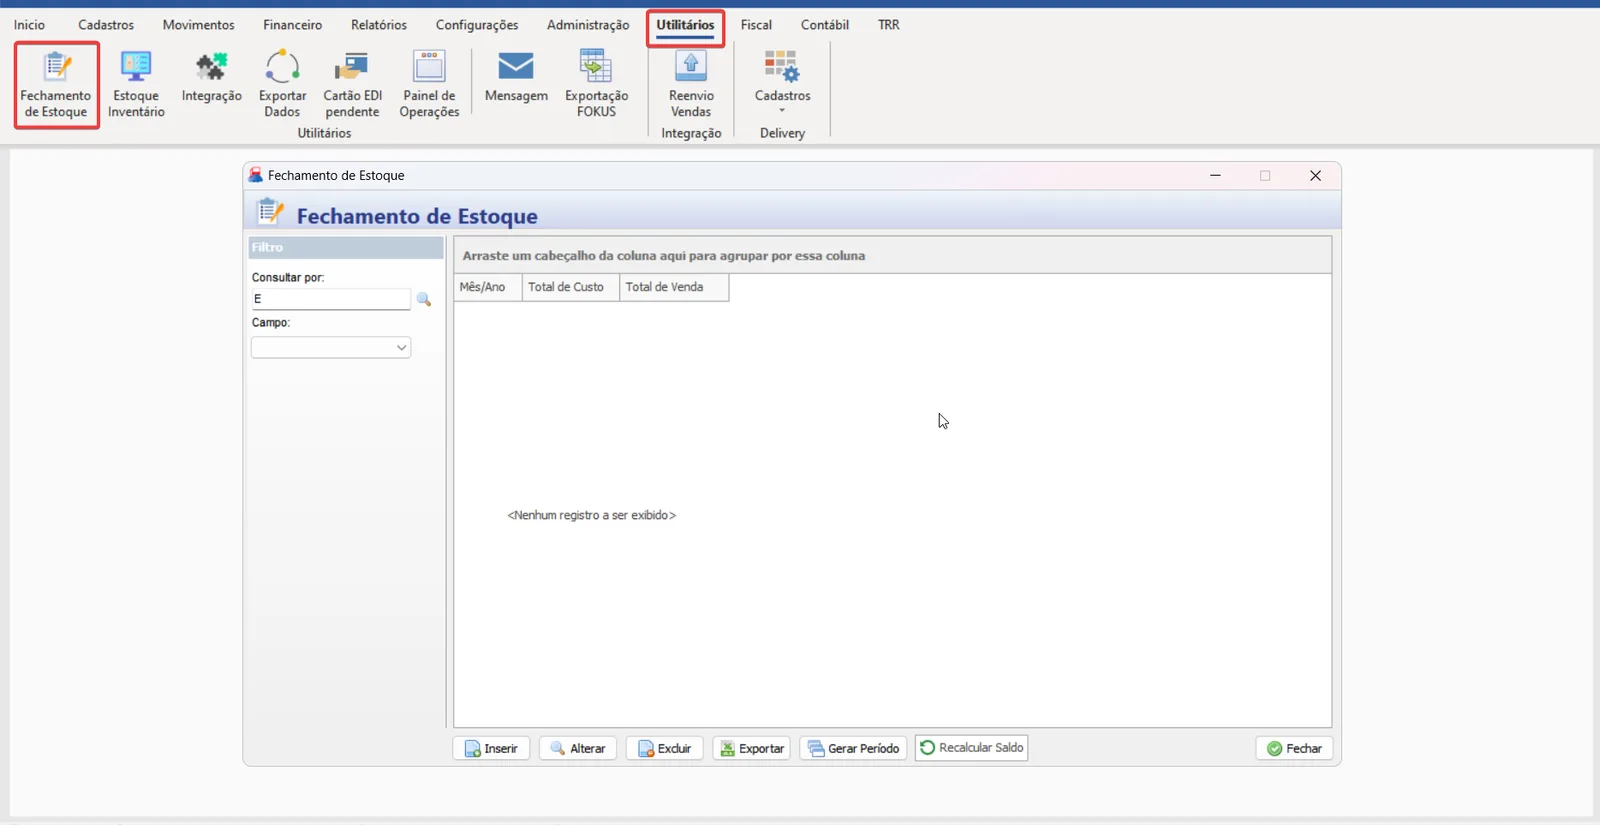 Inicio Cadastros Movimentos Financeiro Relatórios Configurações Administração Utilitários Fiscal Contábil TRR
Fechamento de Estoque
Estoque Inventário
Integração
Exportar Dados
Cartão EDI pendente
Painel de Operações
Mensagem
Exportação FOKUS
Reenvio Vendas
Cadastros
Utilitários Integração Delivery
Fechamento de Estoque
Fechamento de Estoque
Filtro
Consultar por:
E
Campo:
Arraste um cabeçalho da coluna aqui para agrupar por essa coluna
Mês/Ano Total de Custo Total de Venda
<Nenhum registro a ser exibido>
Inserir Alterar Excluir Exportar Gerar Período Recalcular Saldo Fechar